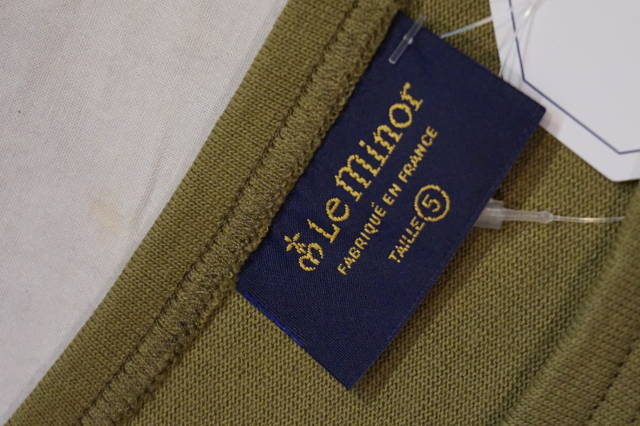 Le minor
FABRIQUÉ EN FRANCE
TAILLE 5